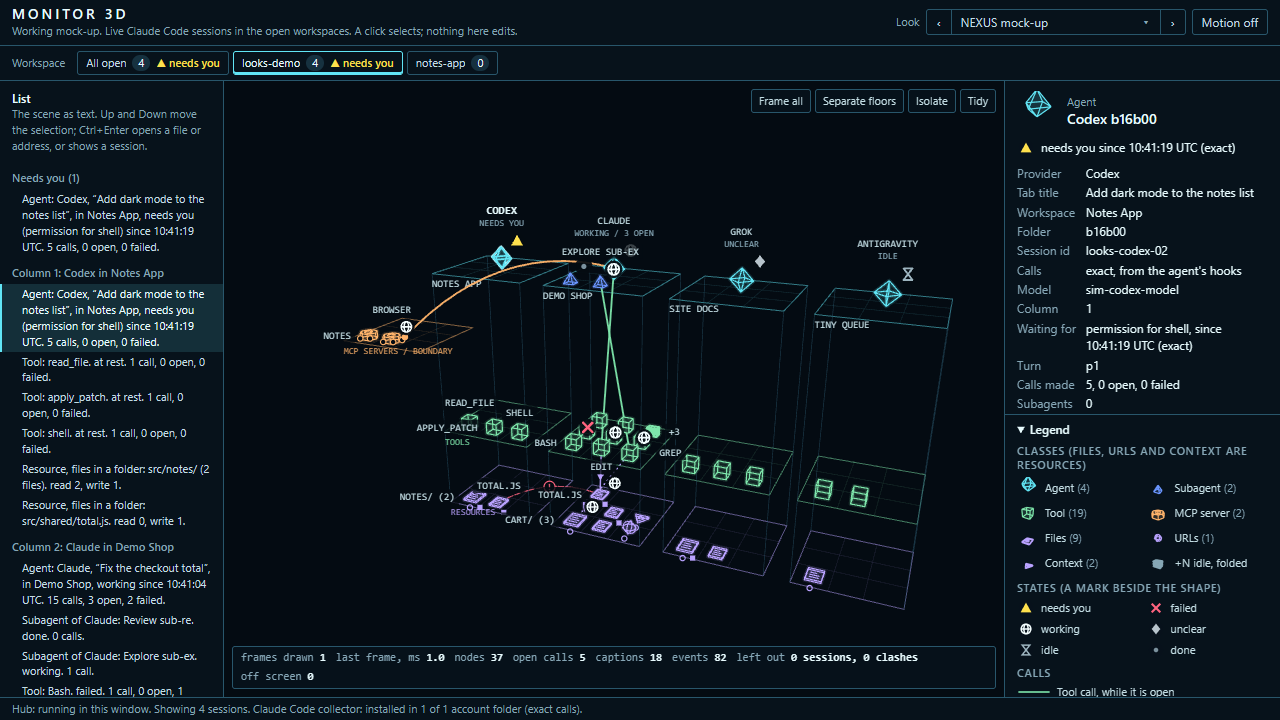 MONITOR 3D
Working mock-up. Live Claude Code sessions in the open workspaces. A click selects; nothing here edits.
Look ‹ NEXUS mock-up › Motion off
Workspace All open 4 needs you looks-demo 4 needs you notes-app 0
List
The scene as text. Up and Down move
the selection; Ctrl+Enter opens a file or
address, or shows a session.
Needs you (1)
Agent: Codex, "Add dark mode to the
notes list", in Notes App, needs you
(permission for shell) since 10:41:19
UTC. 5 calls, 0 open, 0 failed.
Column 1: Codex in Notes App
Agent: Codex, "Add dark mode to the
notes list", in Notes App, needs you
(permission for shell) since 10:41:19
UTC. 5 calls, 0 open, 0 failed.
Tool: read_file. at rest. 1 call, 0 open, 0
failed.
Tool: apply_patch. at rest. 1 call, 0
open, 0 failed.
Tool: shell. at rest. 1 call, 0 open, 0
failed.
Resource, files in a folder: src/notes/ (2
files). read 2, write 1.
Resource, files in a folder:
src/shared/total.js. read 0, write 1.
Column 2: Claude in Demo Shop
Agent: Claude, "Fix the checkout total",
in Demo Shop, working since 10:41:04
UTC. 15 calls, 3 open, 2 failed.
Subagent of Claude: Review sub-re.
done. 0 calls.
Subagent of Claude: Explore sub-ex.
working. 1 call.
Tool: Bash. failed. 1 call, 0 open, 1
Frame all Separate floors Isolate Tidy
CODEX
NEEDS YOU
CLAUDE
WORKING / 3 OPEN
GROK
UNCLEAR
ANTIGRAVITY
IDLE
EXPLORE SUB-EX
NOTES APP
DEMO SHOP
SITE DOCS
TINY QUEUE
BROWSER
NOTES
MCP SERVERS / BOUNDARY
READ_FILE
SHELL
APPLY_PATCH
TOOLS
BASH
+3
GREP
EDIT
TOTAL.JS
TOTAL.JS
NOTES/ (2)
RESOURCES
CART/ (3)
frames drawn 1 last frame, ms 1.0 nodes 37 open calls 5 captions 18 events 82 left out 0 sessions, 0 clashes
off screen 0
Agent
Codex b16b00
needs you since 10:41:19 UTC (exact)
Provider Codex
Tab title Add dark mode to the notes list
Workspace Notes App
Folder b16b00
Session id looks-codex-02
Calls exact, from the agent's hooks
Model sim-codex-model
Column 1
Waiting for permission for shell, since
10:41:19 UTC (exact)
Turn p1
Calls made 5, 0 open, 0 failed
Subagents 0
Legend
CLASSES (FILES, URLS AND CONTEXT ARE
RESOURCES)
Agent (4) Subagent (2)
Tool (19) MCP server (2)
Files (9) URLs (1)
Context (2) +N idle, folded
STATES (A MARK BESIDE THE SHAPE)
needs you failed
working unclear
idle done
CALLS
Tool call, while it is open
Hub: running in this window. Showing 4 sessions. Claude Code collector: installed in 1 of 1 account folder (exact calls).